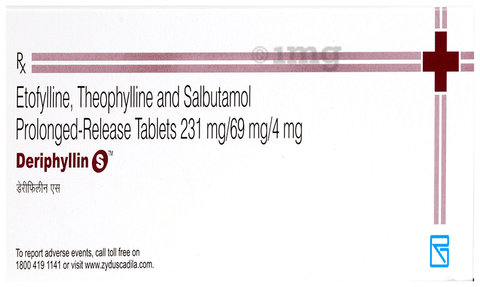 1mg
Rx
Etofylline, Theophylline and Salbutamol
Prolonged-Release Tablets 231 mg/69 mg/4 mg
Deriphyllin S™
डेरीफिलीन एस
To report adverse events, call toll free on
1800 419 1141 or visit www.zyduscadila.com.